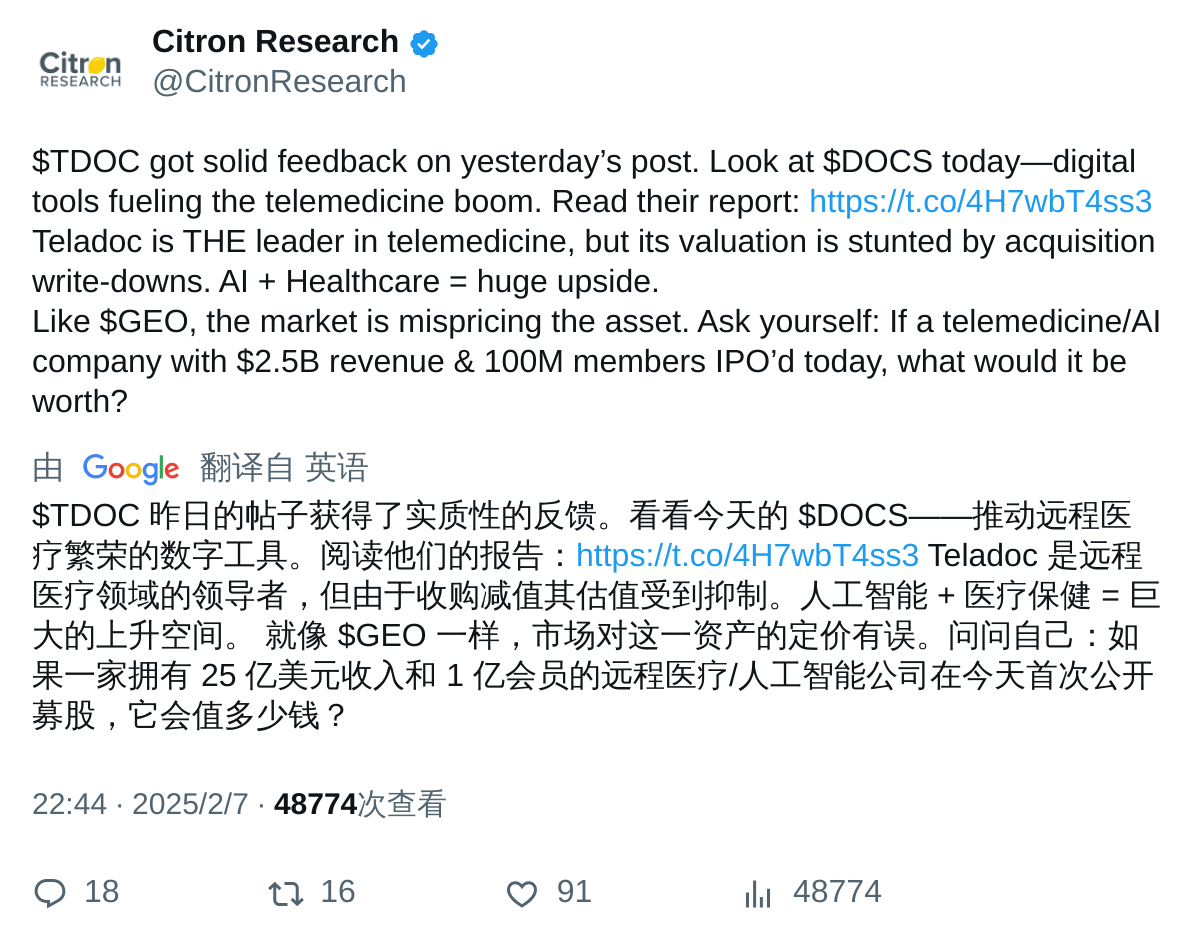 Citron
RESEARCH
Citron Research
@CitronResearch
$TDOC got solid feedback on yesterday’s post. Look at $DOCS today—digital
tools fueling the telemedicine boom. Read their report: https://t.co/4H7wbT4ss3
Teladoc is THE leader in telemedicine, but its valuation is stunted by acquisition
write-downs. AI + Healthcare = huge upside.
Like $GEO, the market is mispricing the asset. Ask yourself: If a telemedicine/AI
company with $2.5B revenue & 100M members IPO’d today, what would it be
worth?
由 Google 翻译自 英语
$TDOC 昨日的帖子获得了实质性的反馈。看看今天的 $DOCS——推动远程医
疗繁荣的数字工具。阅读他们的报告：https://t.co/4H7wbT4ss3 Teladoc 是远程
医疗领域的领导者，但由于收购减值其估值受到抑制。人工智能 + 医疗保健 = 巨
大的上升空间。 就像 $GEO 一样，市场对这一资产的定价有误。问问自己：如
果一家拥有 25 亿美元收入和 1 亿会员的远程医疗/人工智能公司在今天首次公开
募股，它会值多少钱？
22:44 · 2025/2/7 · 48774次查看
18 16 91 48774